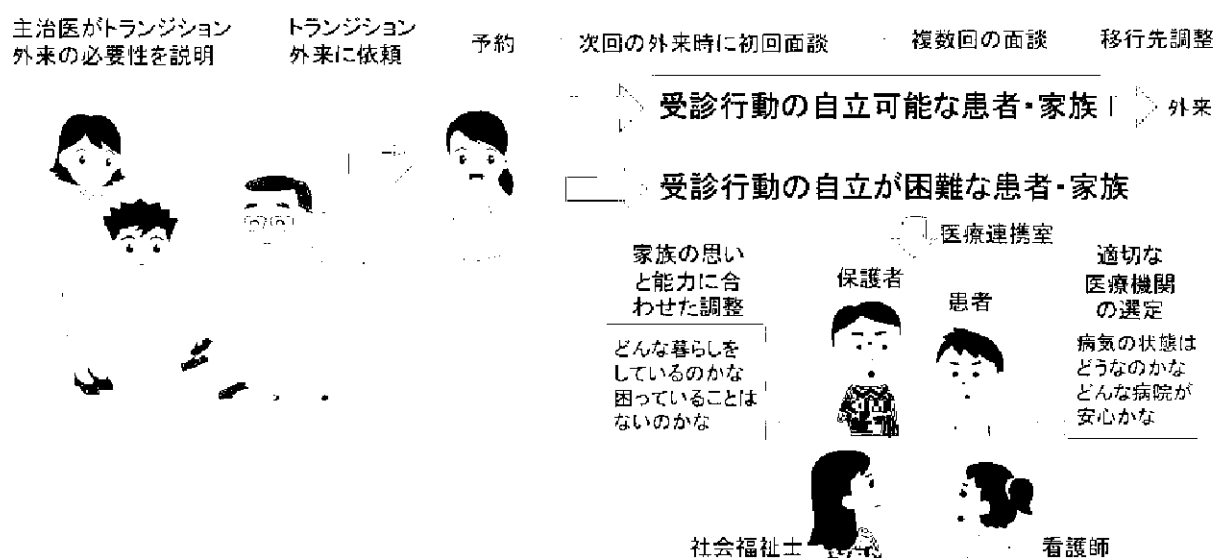 主治医がトランジション
外来の必要性を説明
トランジション
外来に依頼
予約
次回の外来時に初回面談
複数回の面談
移行先調整
受診行動の自立可能な患者・家族
外来
受診行動の自立が困難な患者・家族
医療連携室
家族の思い
と能力に合
わせた調整
どんな暮らしを
しているのかな
困っていることは
ないのかな
保護者
患者
適切な
医療機関
の選定
病気の状態は
どうなのかな
どんな病院が
安心かな
社会福祉士
看護師